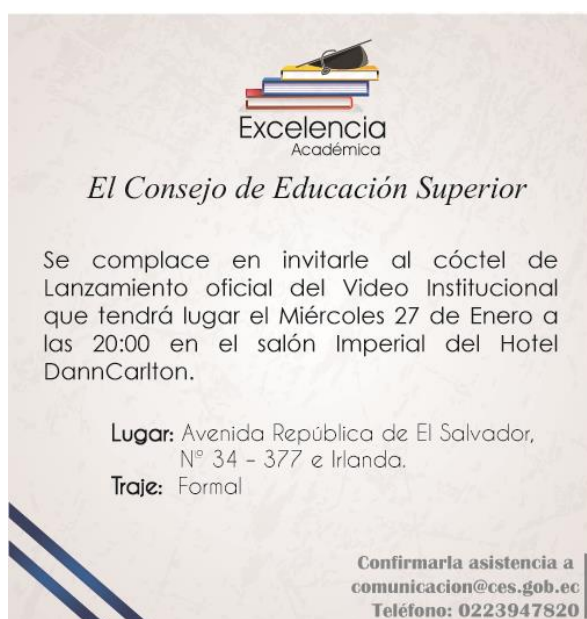 Excelencia
Académica
El Consejo de Educación Superior
Se complace en invitarle al cóctel de
Lanzamiento oficial del Video Institucional
que tendrá lugar el Miércoles 27 de Enero a
las 20:00 en el salón Imperial del Hotel
DannCarlton.
Lugar: Avenida República de El Salvador,
Nº 34 – 377 e Irlanda.
Traje: Formal
Confirmarla asistencia a
comunicacion@ces.gob.ec
Teléfono: 0223947820